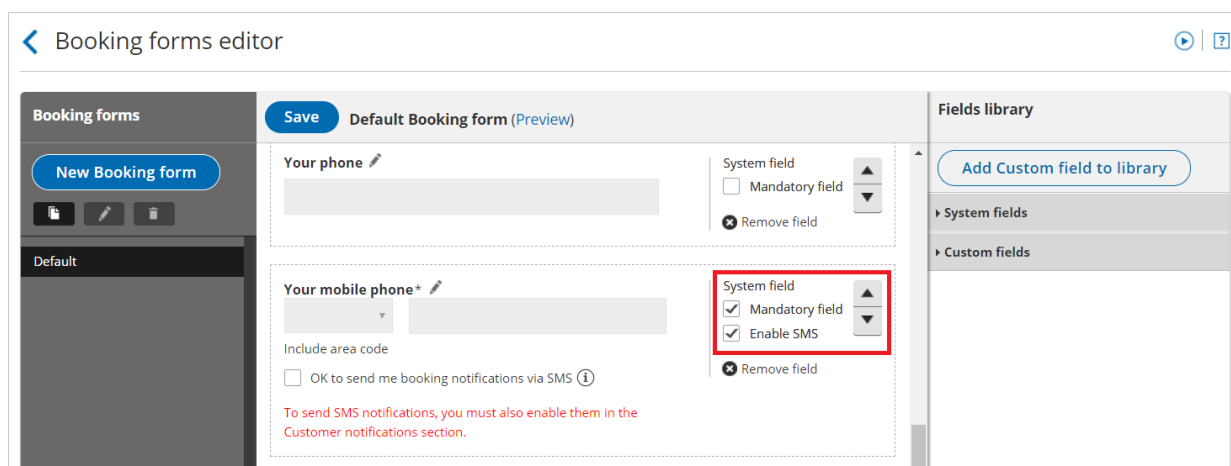 Booking forms editor
?
Booking forms
New Booking form
Default
Save Default Booking form (Preview)
Your phone
System field
Mandatory field
Remove field
Your mobile phone*
Include area code
OK to send me booking notifications via SMS i
To send SMS notifications, you must also enable them in the
Customer notifications section.
System field
Mandatory field
Enable SMS
Remove field
Fields library
Add Custom field to library
System fields
Custom fields